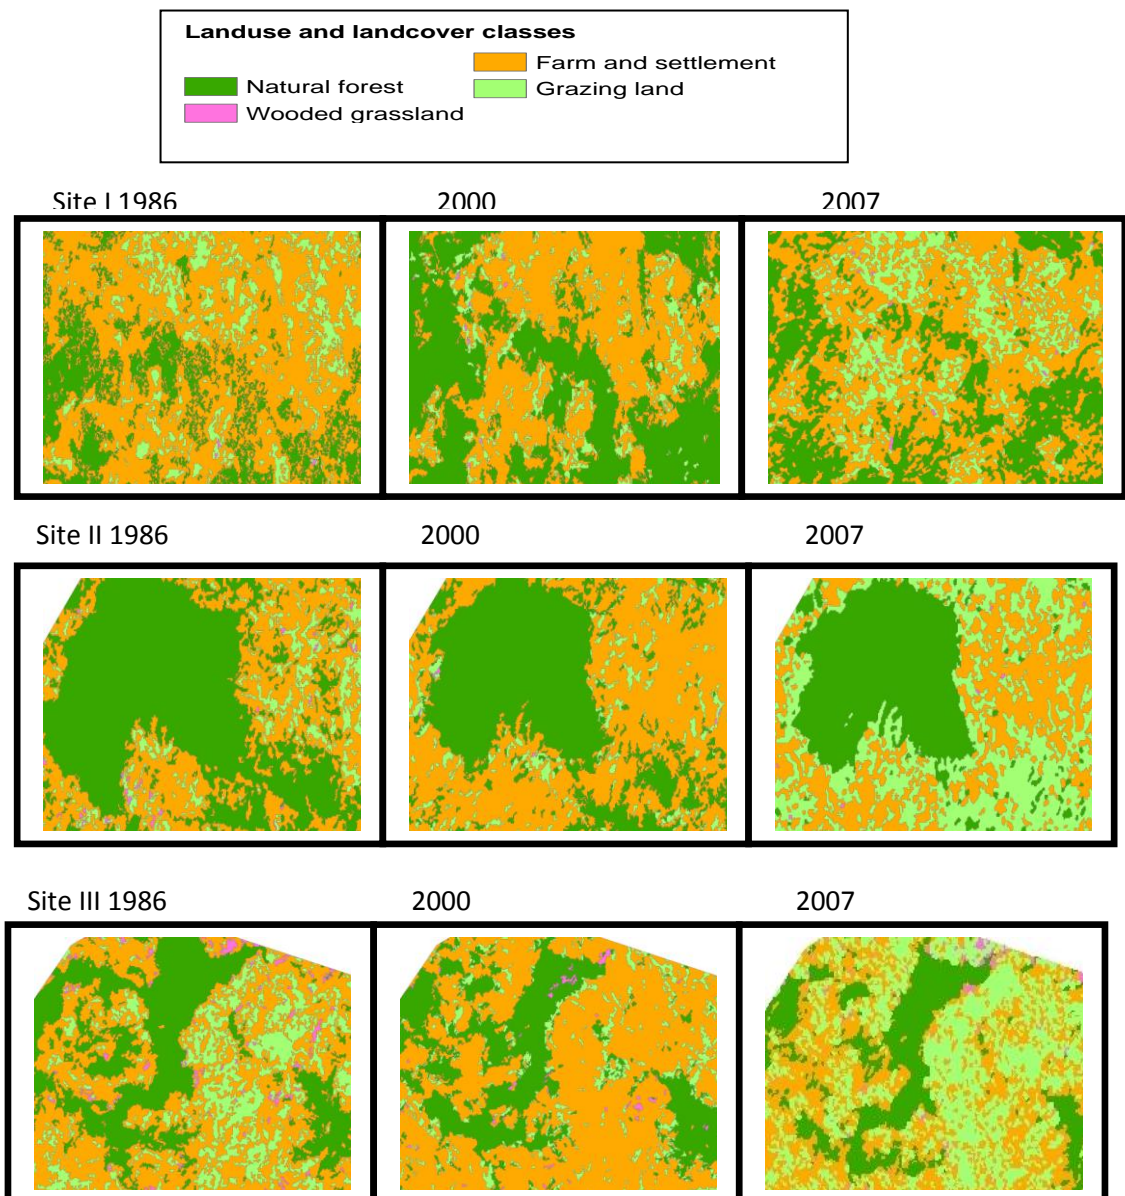 Landuse and landcover classes
Farm and settlement
Natural forest
Grazing land
Wooded grassland
Site I 1986 2000 2007
Site II 1986 2000 2007
Site III 1986 2000 2007